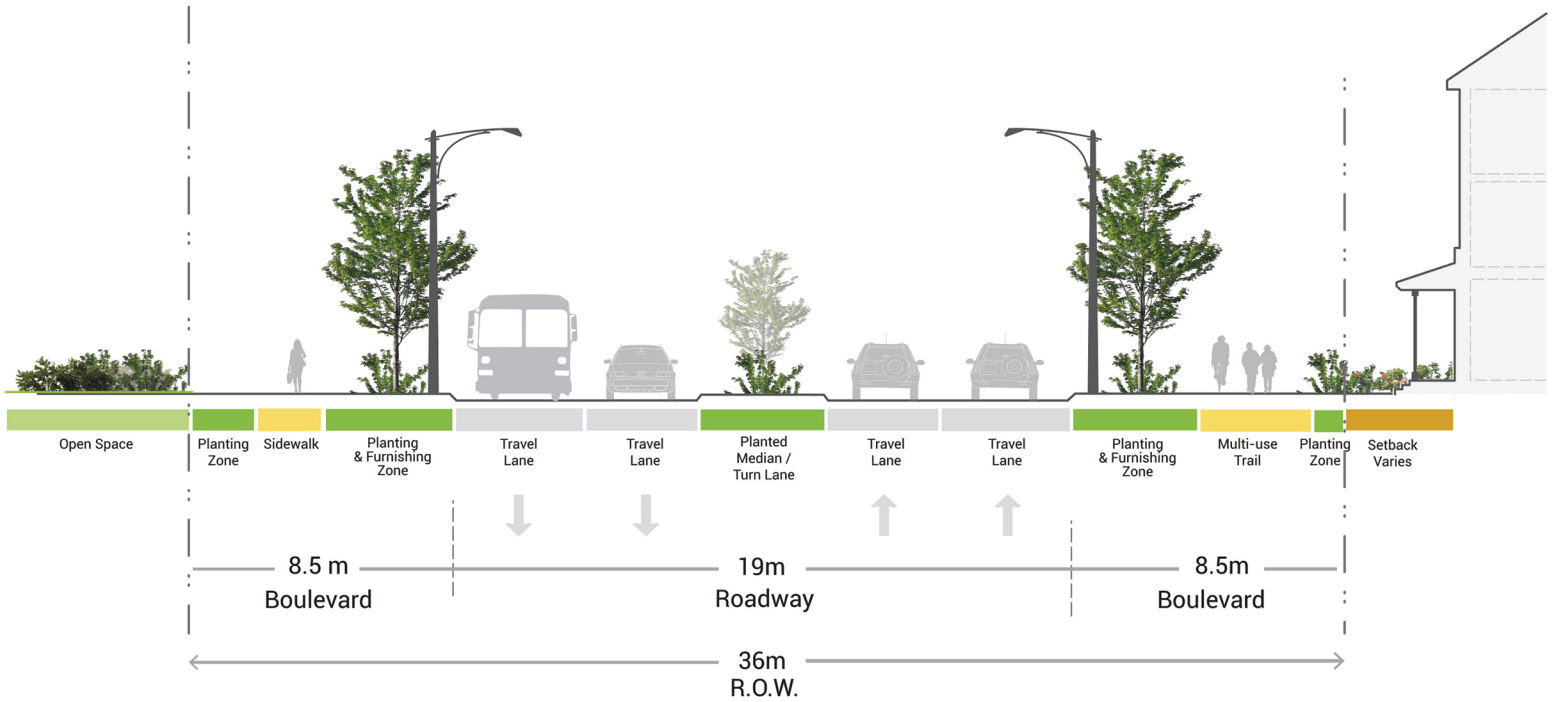 Open Space
Planting
Zone
Sidewalk
Planting
& Furnishing
Zone
Travel
Lane
Travel
Lane
Planted
Median /
Turn Lane
Travel
Lane
Travel
Lane
Planting
& Furnishing
Zone
Multi-use
Trail
Planting
Zone
Setback
Varies
8.5 m
Boulevard
19m
Roadway
8.5m
Boulevard
36m
R.O.W.